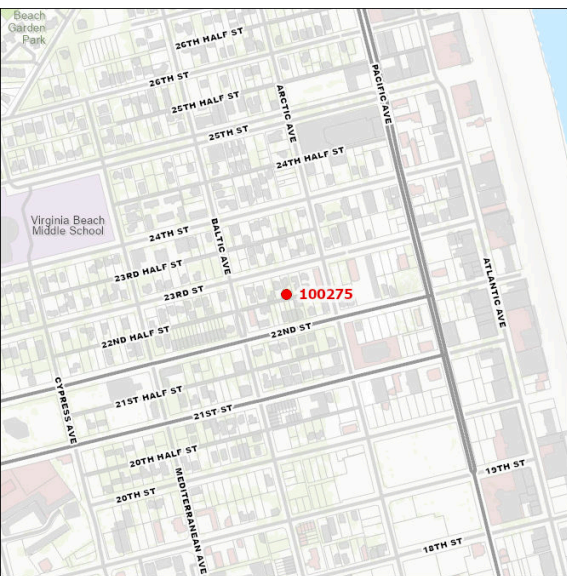 Beach
Garden
Park
26TH HALF ST
26TH ST
PACIFIC AVE
25TH HALF ST
ARCTIC AVE
25TH ST
24TH HALF ST
Virginia Beach
Middle School
24TH ST
BALTIC AVE
23RD HALF ST
ATLANTIC AVE
23RD ST
100275
22ND HALF ST
22ND ST
21ST HALF ST
CYPRESS AVE
21ST ST
20TH HALF ST
19TH ST
20TH ST
MEDITERRANEAN AVE
18TH ST